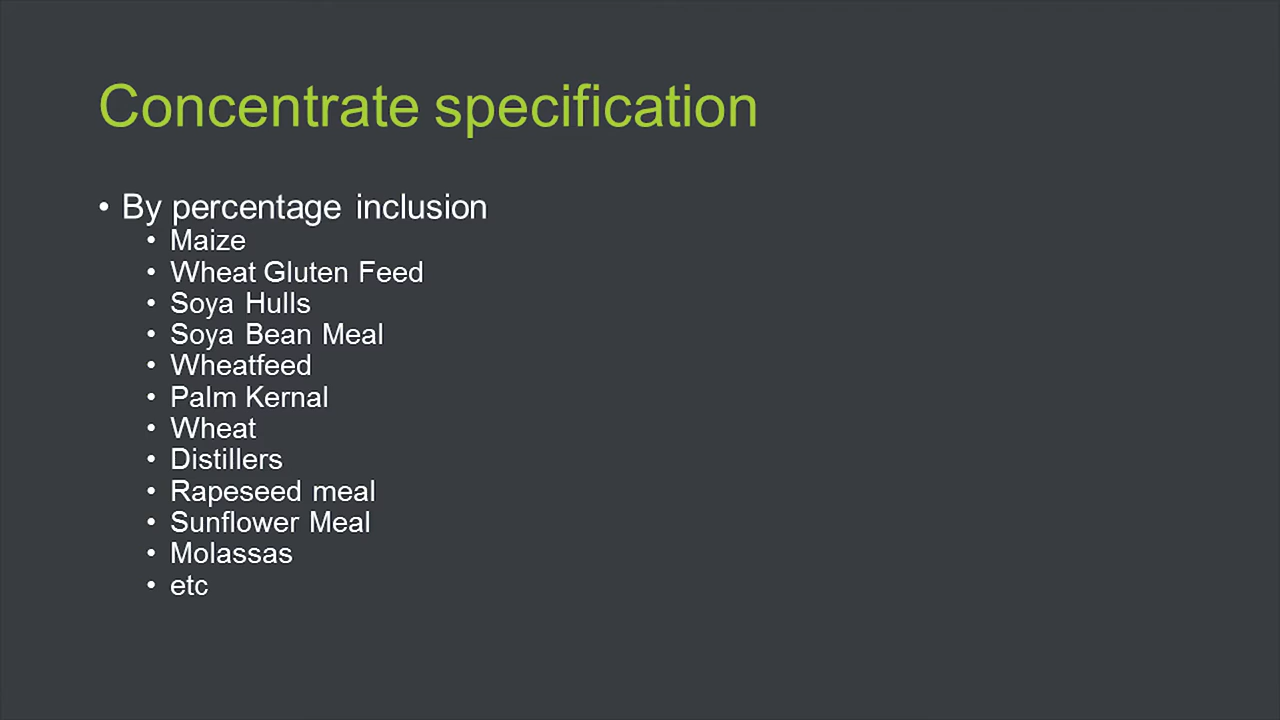 Concentrate specification
• By percentage inclusion
• Maize
• Wheat Gluten Feed
• Soya Hulls
• Soya Bean Meal
• Wheatfeed
• Palm Kernal
• Wheat
• Distillers
• Rapeseed meal
• Sunflower Meal
• Molassas
• etc